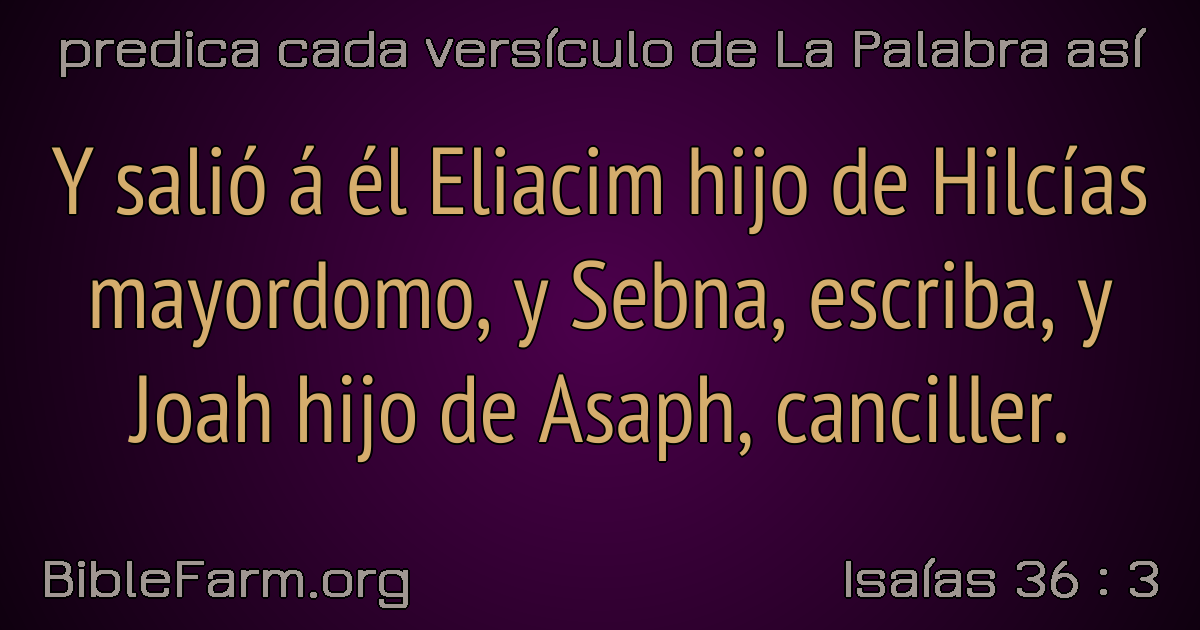 predica cada versículo de La Palabra así
Y salió á él Eliacim hijo de Hilcías
mayordomo, y Sebna, escriba, y
Joah hijo de Asaph, canciller.
BibleFarm.org
Isaías 36 : 3